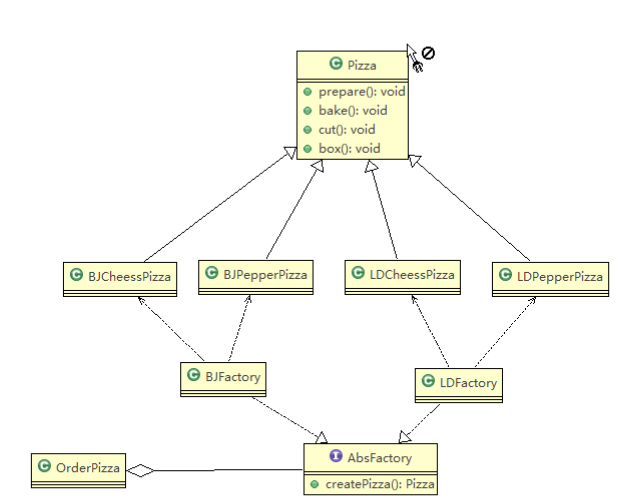 C Pizza
prepare(): void
bake(): void
cut(): void
box(): void
C BJCheessPizza
C BJPepperPizza
C LDCheessPizza
C LDPepperPizza
C BJFactory
C LDFactory
C OrderPizza
I AbsFactory
createPizza(): Pizza